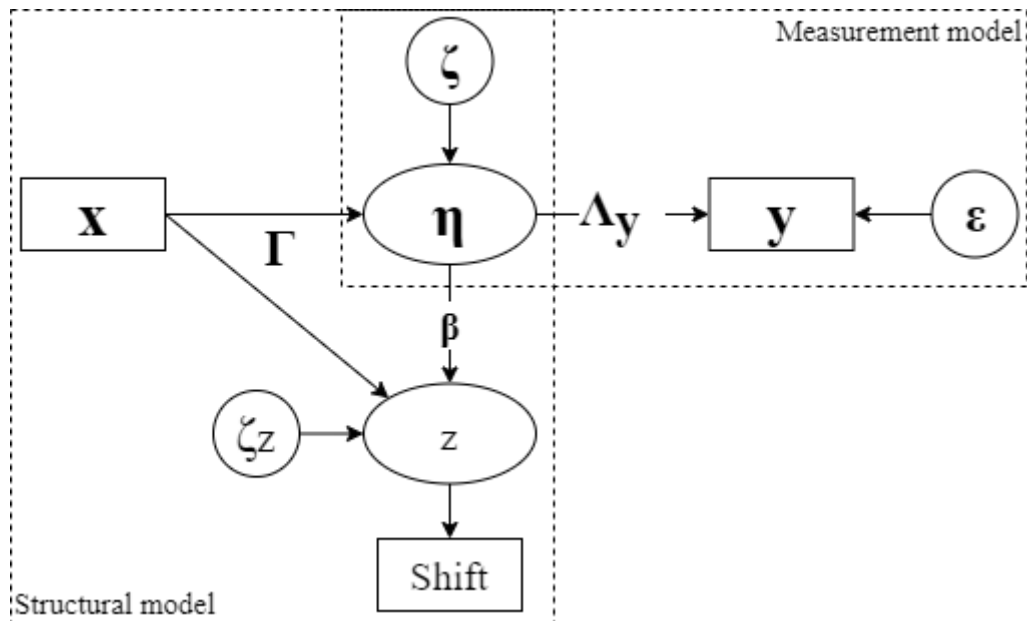 Measurement model
ζ
x
η
Λy
y
ε
Γ
β
ζz
z
Shift
Structural model